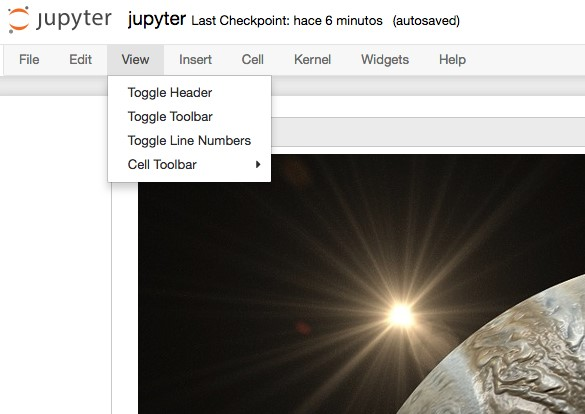 jupyter jupyter Last Checkpoint: hace 6 minutos (autosaved)
File Edit View Insert Cell Kernel Widgets Help
Toggle Header
Toggle Toolbar
Toggle Line Numbers
Cell Toolbar